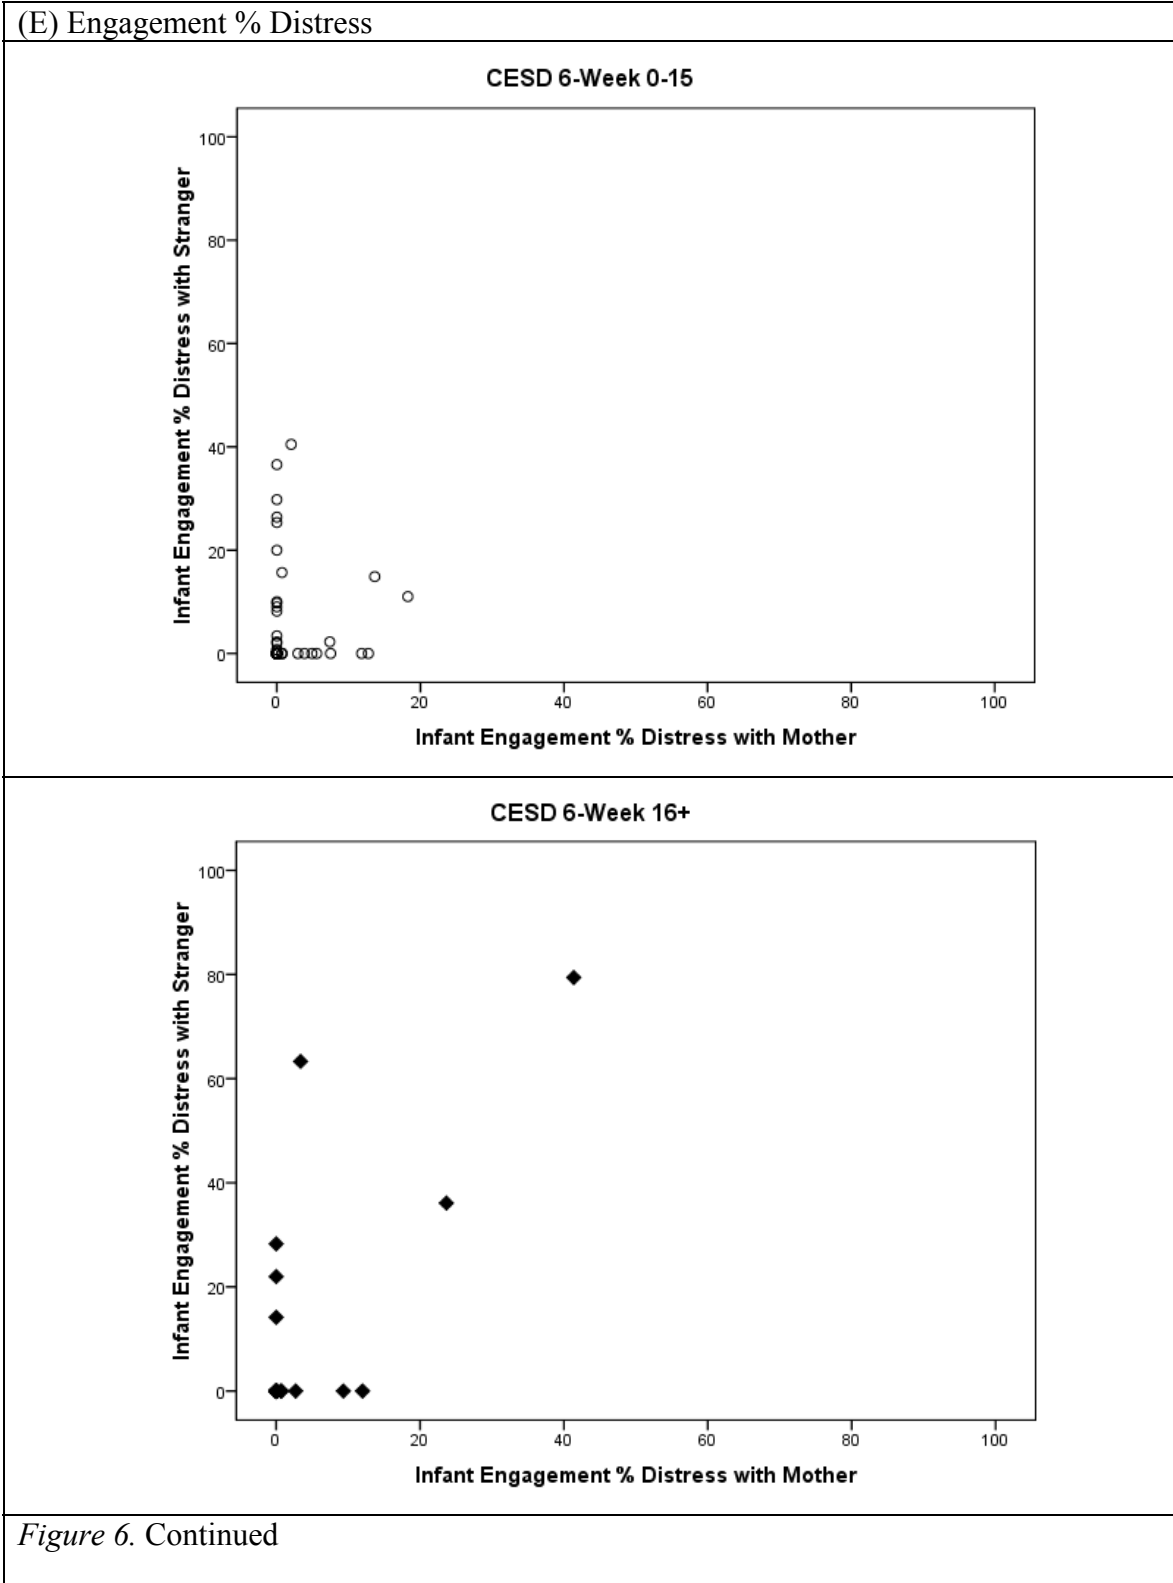 (E) Engagement % Distress
CESD 6-Week 0-15
Infant Engagement % Distress with Stranger
100
80
60
40
20
0
0 20 40 60 80 100
Infant Engagement % Distress with Mother
CESD 6-Week 16+
Infant Engagement % Distress with Stranger
100
80
60
40
20
0
0 20 40 60 80 100
Infant Engagement % Distress with Mother
Figure 6. Continued